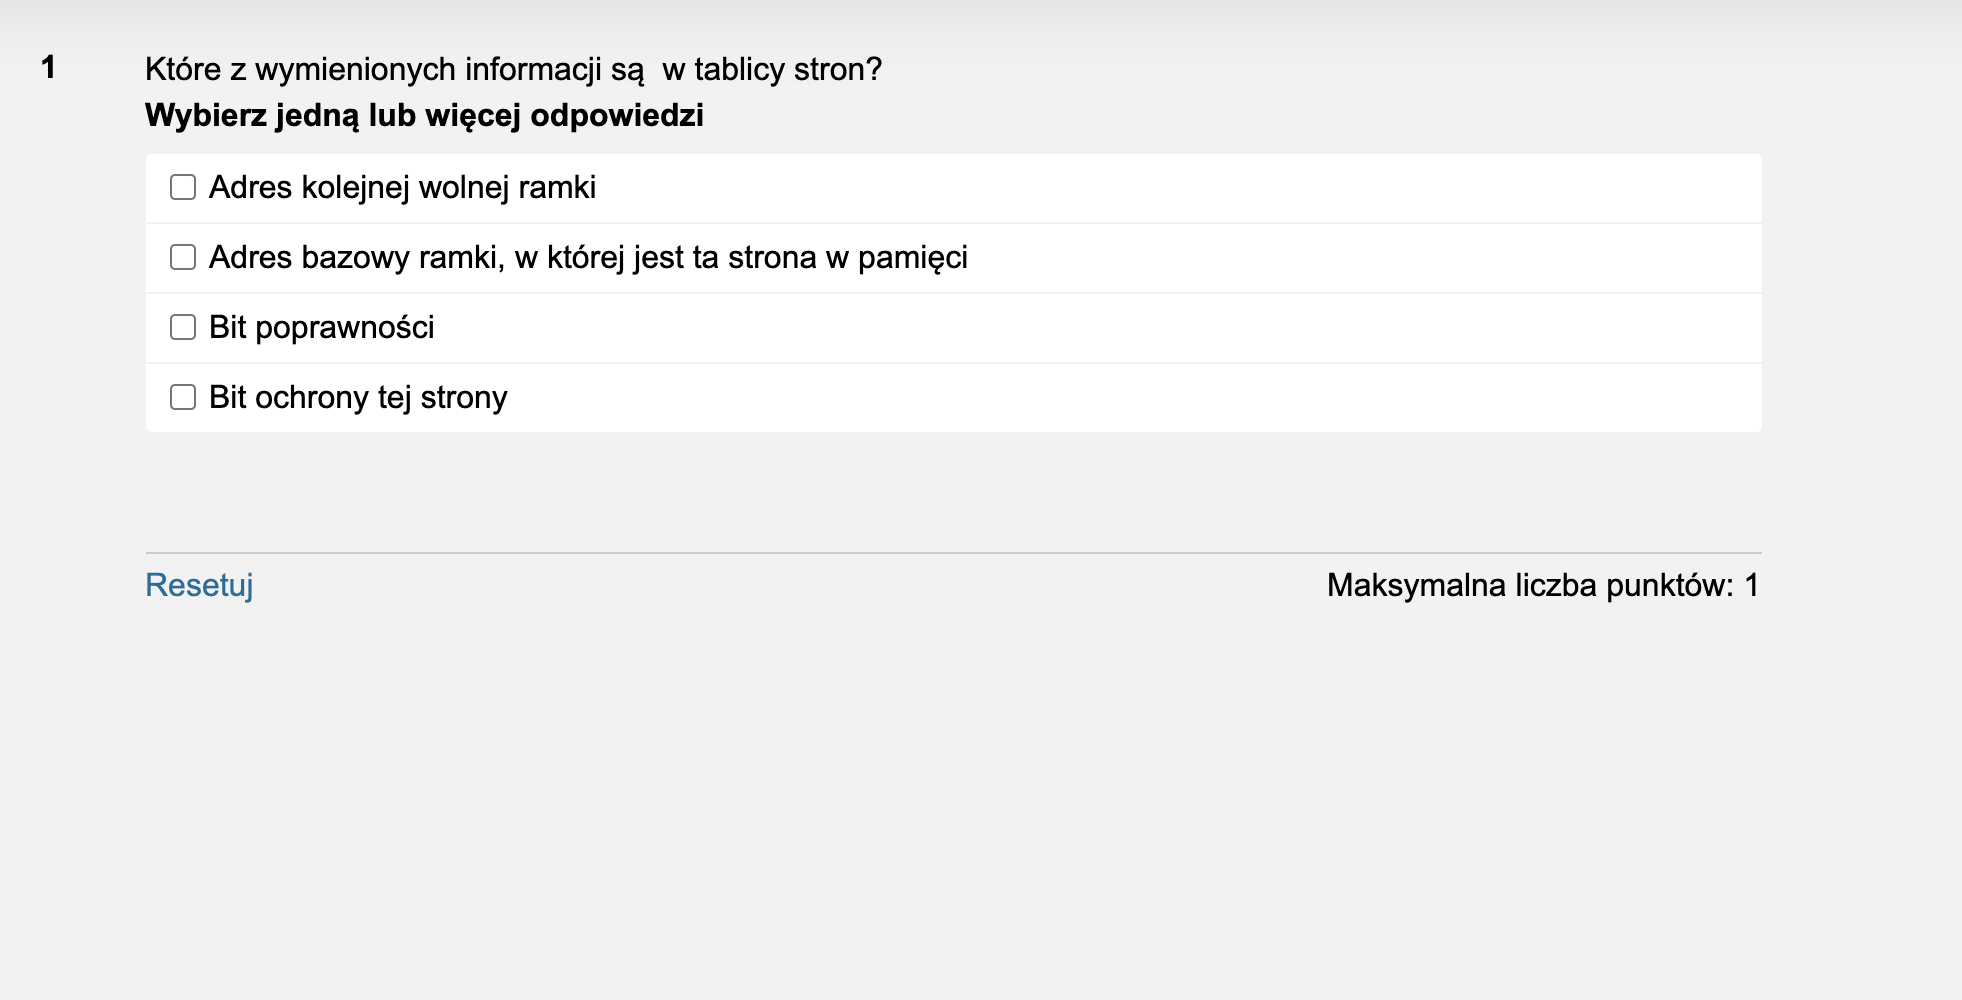 1
Które z wymienionych informacji są  w tablicy stron?
Wybierz jedną lub więcej odpowiedzi
Adres kolejnej wolnej ramki
Adres bazowy ramki, w której jest ta strona w pamięci
Bit poprawności
Bit ochrony tej strony
Resetuj
Maksymalna liczba punktów: 1